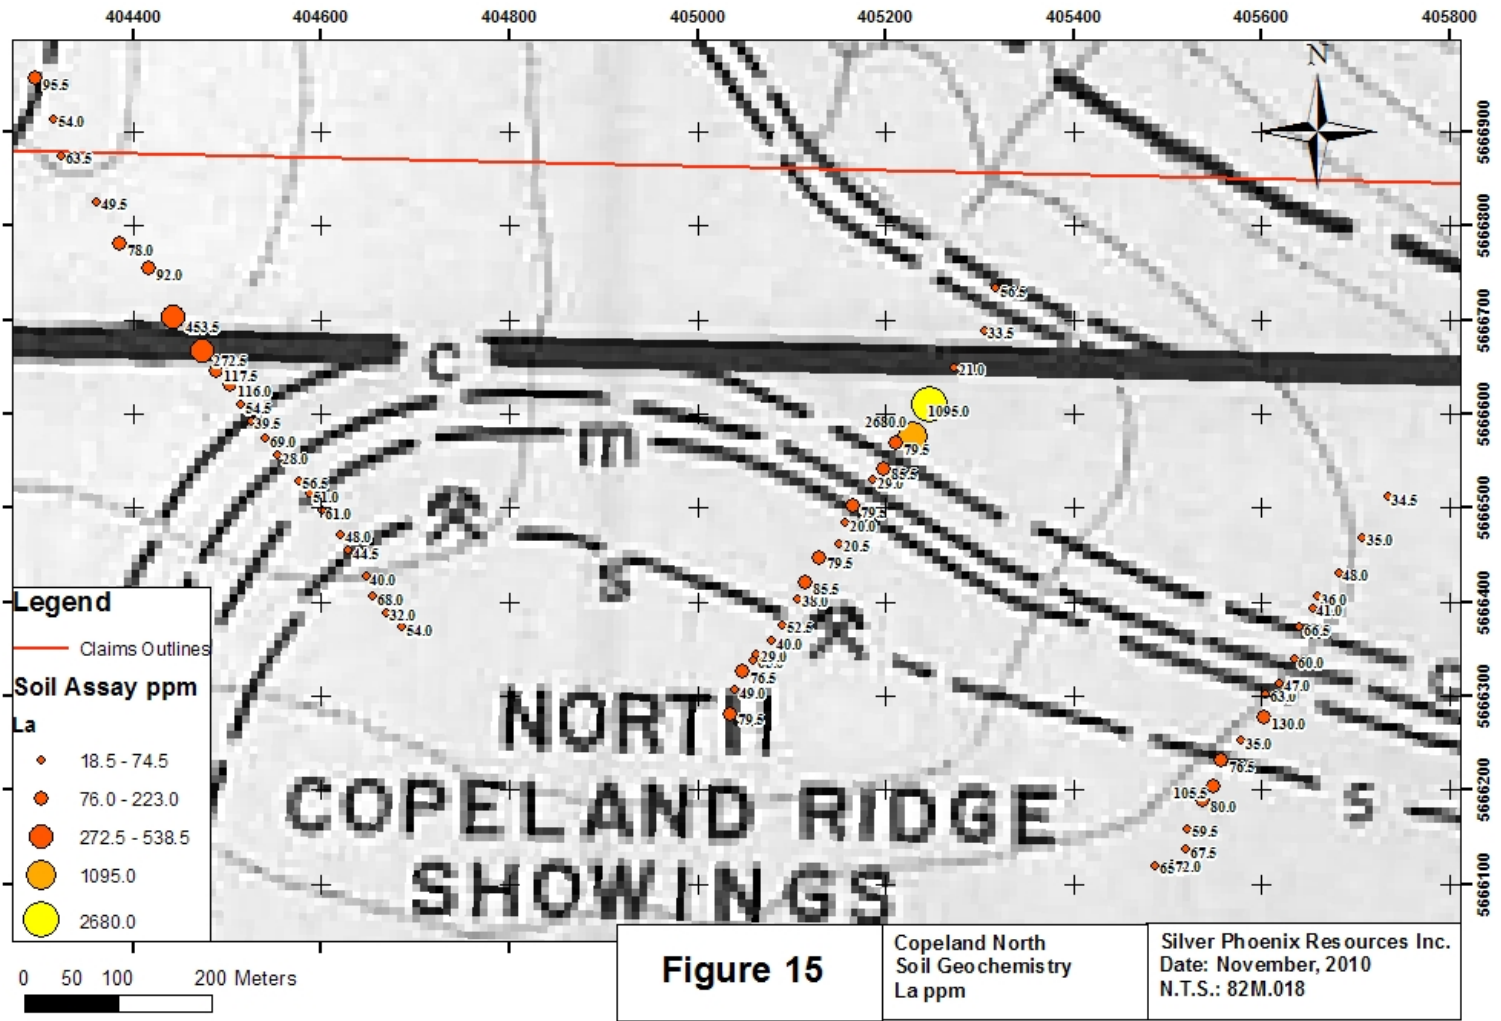 404400 404600 404800 405000 405200 405400 405600 405800
N
95.5
54.0
5666900
63.5
49.5
5666800
78.0
92.0
56.5
5666700
453.5
33.5
272.5
C
21.0
117.5
116.0
54.5
1095.0
5666600
39.5
2680.0
69.0
m
79.5
28.0
85.5
56.5
29.0
51.0
34.5
61.0
79.5
5666500
20.0
48.0
35.0
44.5
20.5
79.5
40.0
s
48.0
68.0
85.5
38.0
36.0
5666400
32.0
41.0
54.0
52.5
66.5
40.0
29.0
60.0
76.5
47.0
49.0
63.0
5666300
79.5
130.0
NORTH
35.0
76.5
COPELAND RIDGE
105.5
s
5666200
80.0
59.5
67.5
SHOWINGS
72.0
5666100
Legend
Claims Outlines
Soil Assay ppm
La
18.5 - 74.5
76.0 - 223.0
272.5 - 538.5
1095.0
2680.0
0 50 100 200 Meters
Figure 15
Copeland North
Soil Geochemistry
La ppm
Silver Phoenix Resources Inc.
Date: November, 2010
N.T.S.: 82M.018